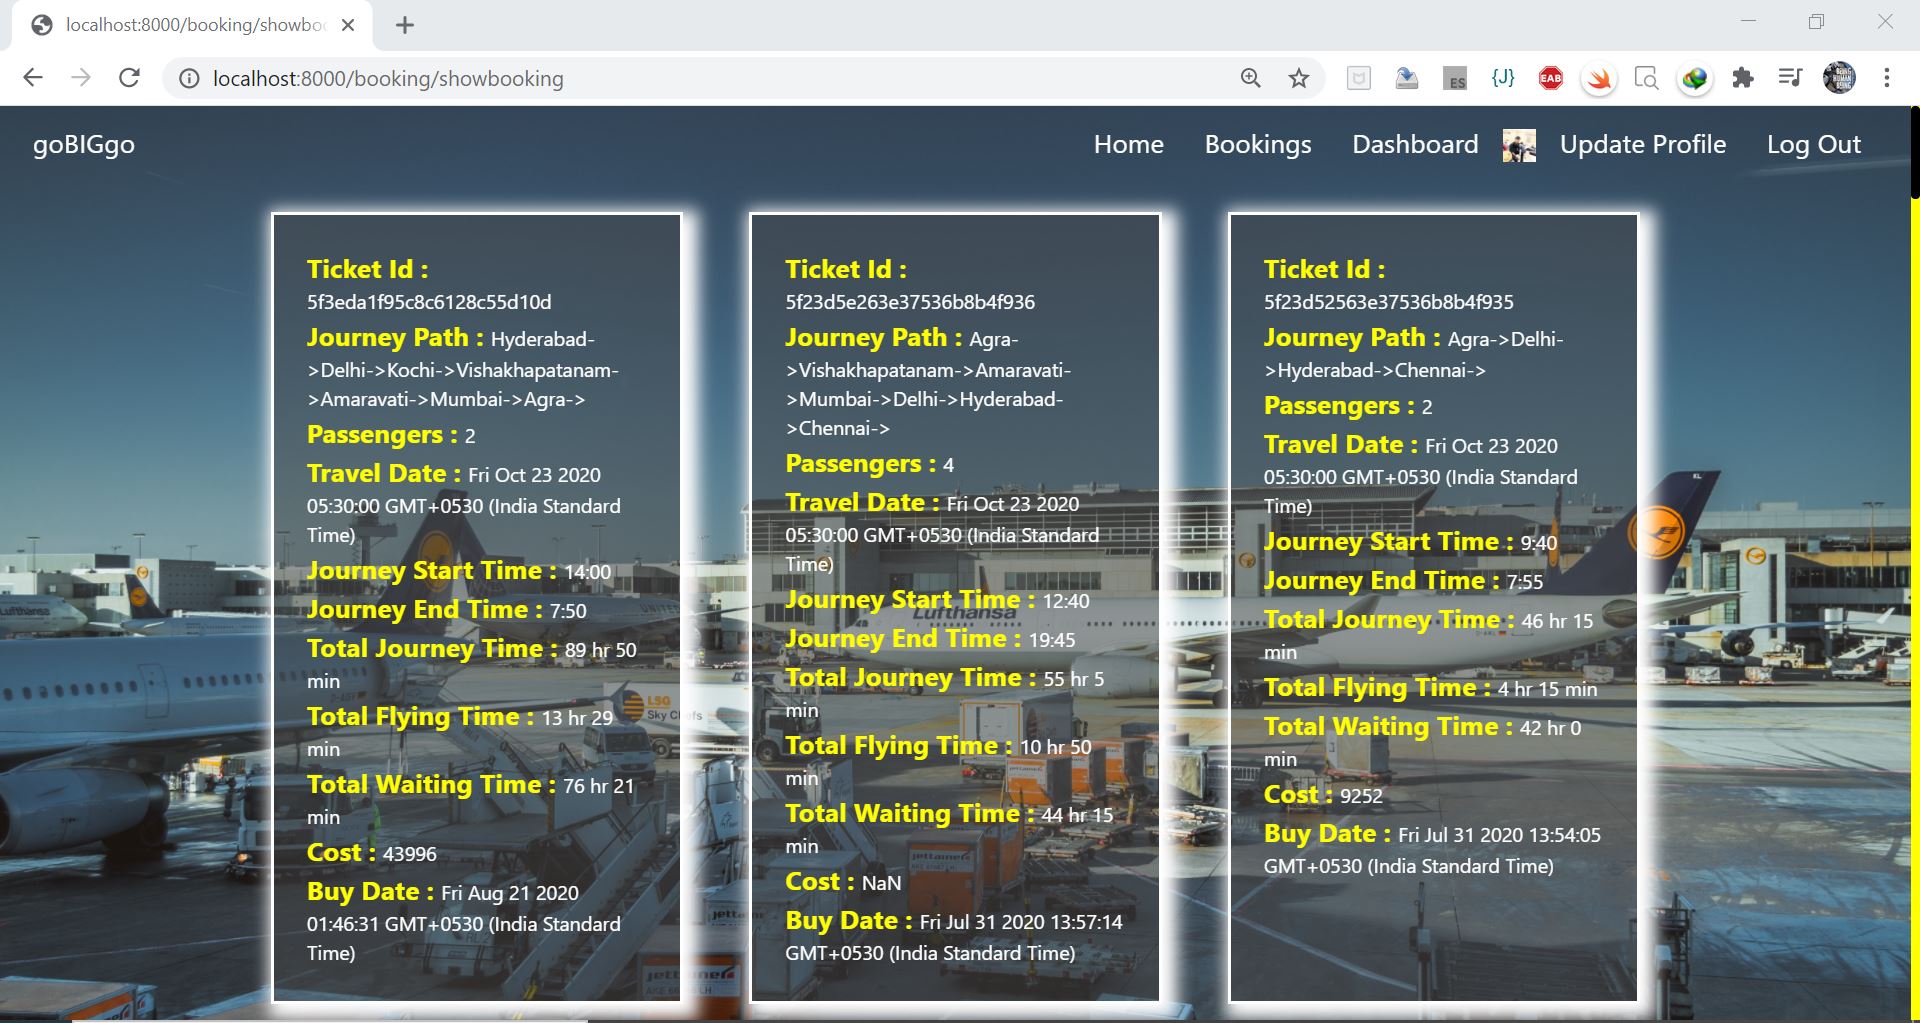 localhost:8000/booking/showboo
localhost:8000/booking/showbooking
ES
{J}
EAB
goBIGgo
Home
Bookings
Dashboard
Update Profile
Log Out
Ticket Id :
5f3eda1f95c8c6128c55d10d
Journey Path : Hyderabad-
>Delhi->Kochi->Vishakhapatanam-
>Amaravati->Mumbai->Agra->
Passengers : 2
Travel Date : Fri Oct 23 2020
05:30:00 GMT+0530 (India Standard
Time)
Journey Start Time : 14:00
Journey End Time : 7:50
Total Journey Time : 89 hr 50
min
Total Flying Time : 13 hr 29
min
Total Waiting Time : 76 hr 21
min
Cost : 43996
Buy Date : Fri Aug 21 2020
01:46:31 GMT+0530 (India Standard
Time)
Ticket Id :
5f23d5e263e37536b8b4f936
Journey Path : Agra-
>Vishakhapatanam->Amaravati-
>Mumbai->Delhi->Hyderabad-
>Chennai->
Passengers : 4
Travel Date : Fri Oct 23 2020
05:30:00 GMT+0530 (India Standard
Time)
Journey Start Time : 12:40
Journey End Time : 19:45
Total Journey Time : 55 hr 5
min
Total Flying Time : 10 hr 50
min
Total Waiting Time : 44 hr 15
min
Cost : NaN
Buy Date : Fri Jul 31 2020 13:57:14
GMT+0530 (India Standard Time)
Ticket Id :
5f23d52563e37536b8b4f935
Journey Path : Agra->Delhi-
>Hyderabad->Chennai->
Passengers : 2
Travel Date : Fri Oct 23 2020
05:30:00 GMT+0530 (India Standard
Time)
Journey Start Time : 9:40
Journey End Time : 7:55
Total Journey Time : 46 hr 15
min
Total Flying Time : 4 hr 15 min
Total Waiting Time : 42 hr 0
min
Cost : 9252
Buy Date : Fri Jul 31 2020 13:54:05
GMT+0530 (India Standard Time)
Lufthansa
Lufthansa
UNITED
LSG
Sky Chefs
jettainer
jettainer